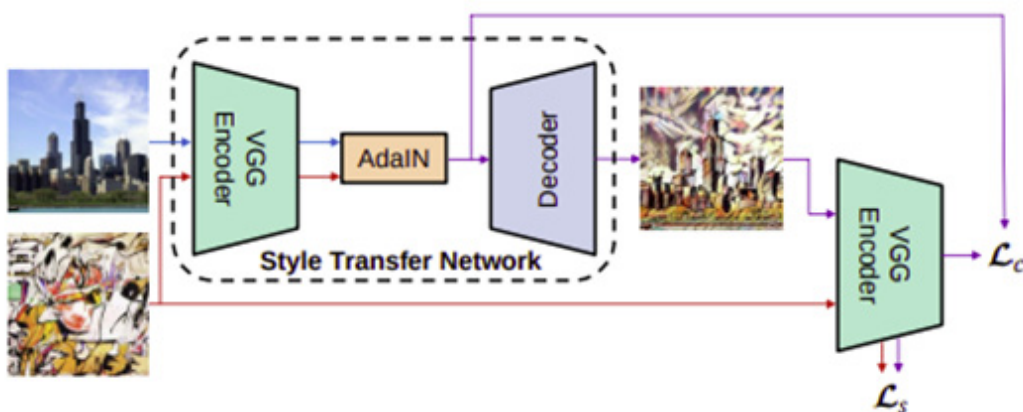 VGG
Encoder
AdaIN
Decoder
Style Transfer Network
VGG
Encoder
ℒc
ℒs